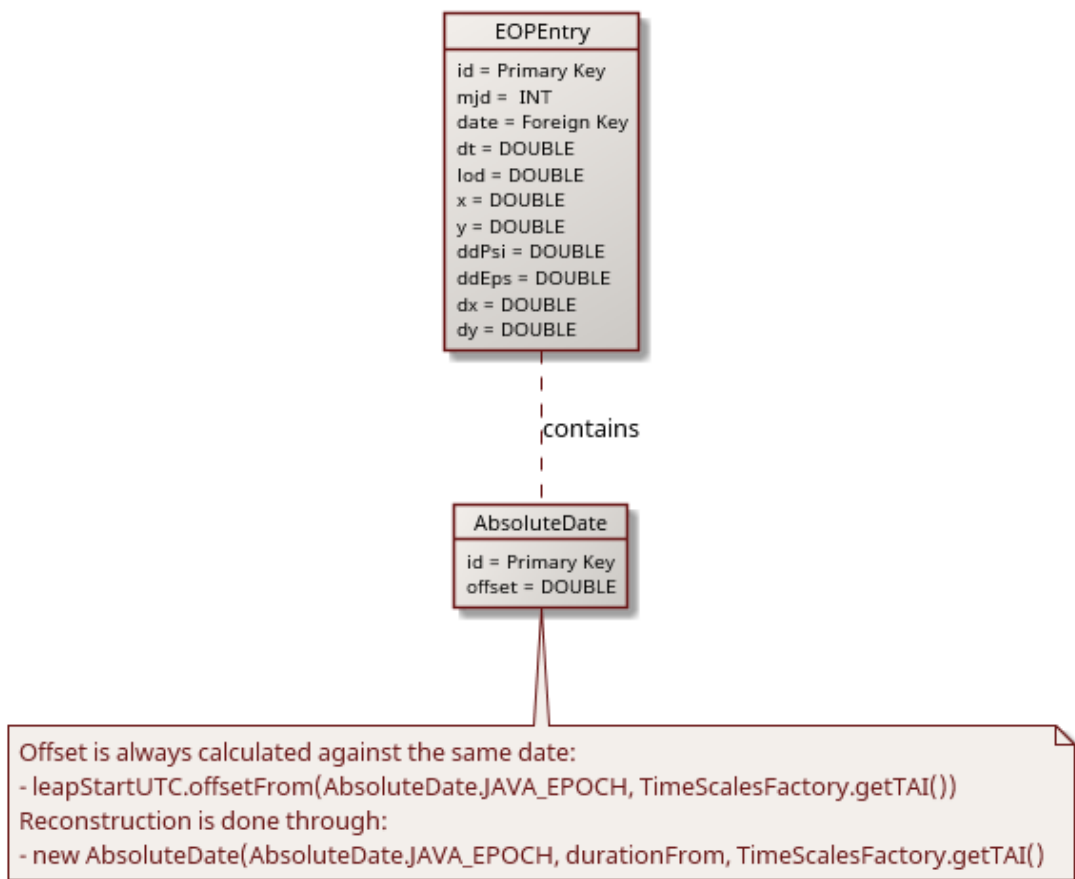 EOPEntry
id = Primary Key
mjd = INT
date = Foreign Key
dt = DOUBLE
lod = DOUBLE
x = DOUBLE
y = DOUBLE
ddPsi = DOUBLE
ddEps = DOUBLE
dx = DOUBLE
dy = DOUBLE
contains
AbsoluteDate
id = Primary Key
offset = DOUBLE
Offset is always calculated against the same date:
- leapStartUTC.offsetFrom(AbsoluteDate.JAVA_EPOCH, TimeScalesFactory.getTAI())
Reconstruction is done through:
- new AbsoluteDate(AbsoluteDate.JAVA_EPOCH, durationFrom, TimeScalesFactory.getTAI()